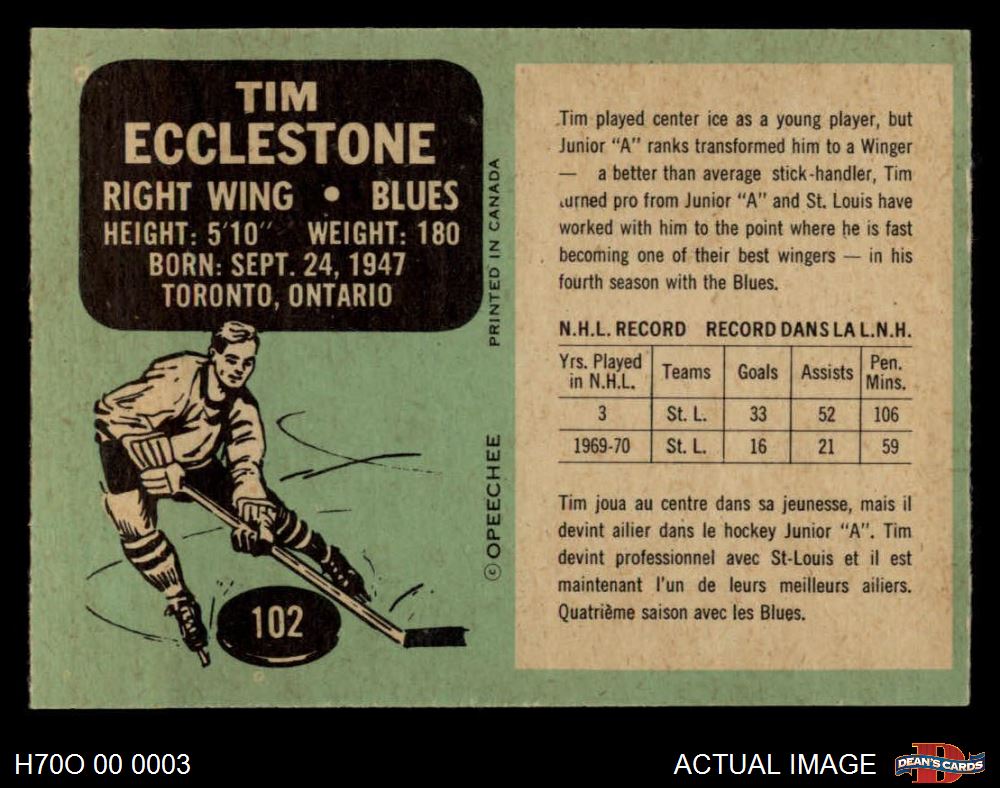 TIM
ECCLESTONE
RIGHT WING • BLUES
HEIGHT: 5'10" WEIGHT: 180
BORN: SEPT. 24, 1947
TORONTO, ONTARIO
PRINTED IN CANADA
©OPEECHEE
102
Tim played center ice as a young player, but
Junior "A" ranks transformed him to a Winger
— a better than average stick-handler, Tim
turned pro from Junior "A" and St. Louis have
worked with him to the point where he is fast
becoming one of their best wingers — in his
fourth season with the Blues.
N.H.L. RECORD RECORD DANS LA L.N.H.
Yrs. Played in N.H.L. Teams Goals Assists Pen. Mins.
3 St. L. 33 52 106
1969-70 St. L. 16 21 59
Tim joua au centre dans sa jeunesse, mais il
devint ailier dans le hockey Junior "A". Tim
devint professionnel avec St-Louis et il est
maintenant l'un de leurs meilleurs ailiers.
Quatrième saison avec les Blues.
H70O 00 0003
ACTUAL IMAGE
D
DEAN'S CARDS